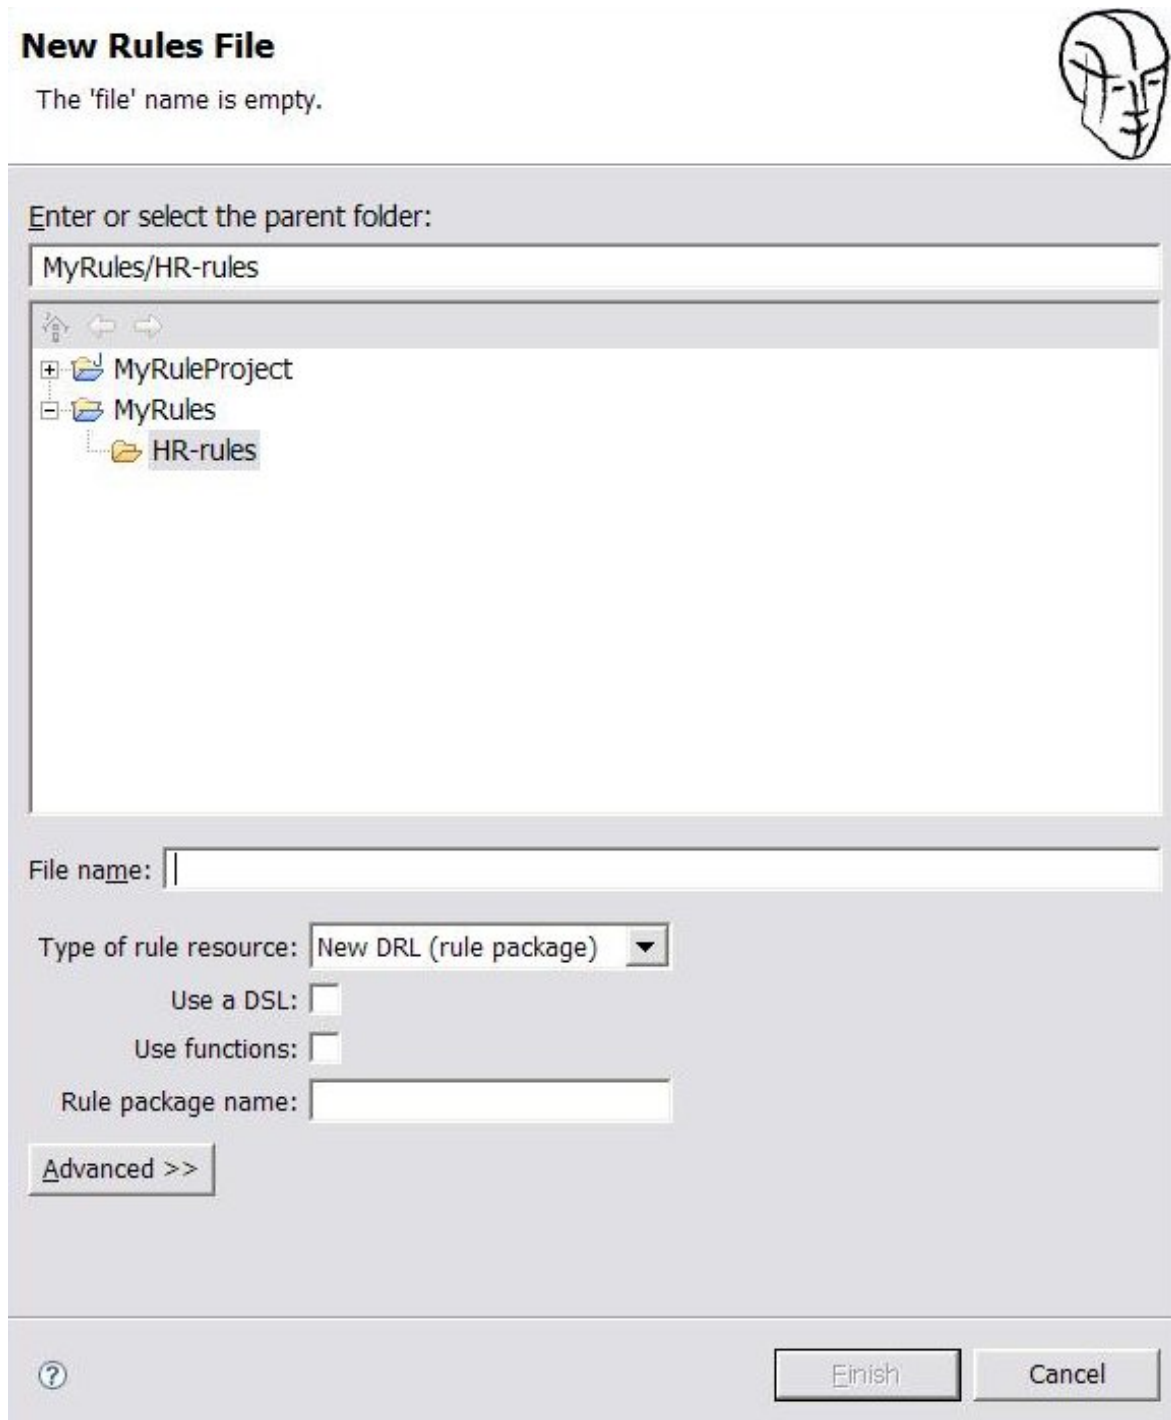 New Rules File
The 'file' name is empty.
Enter or select the parent folder:
MyRules/HR-rules
MyRuleProject
MyRules
HR-rules
File name:
Type of rule resource: New DRL (rule package)
Use a DSL:
Use functions:
Rule package name:
Advanced >>
? Finish Cancel